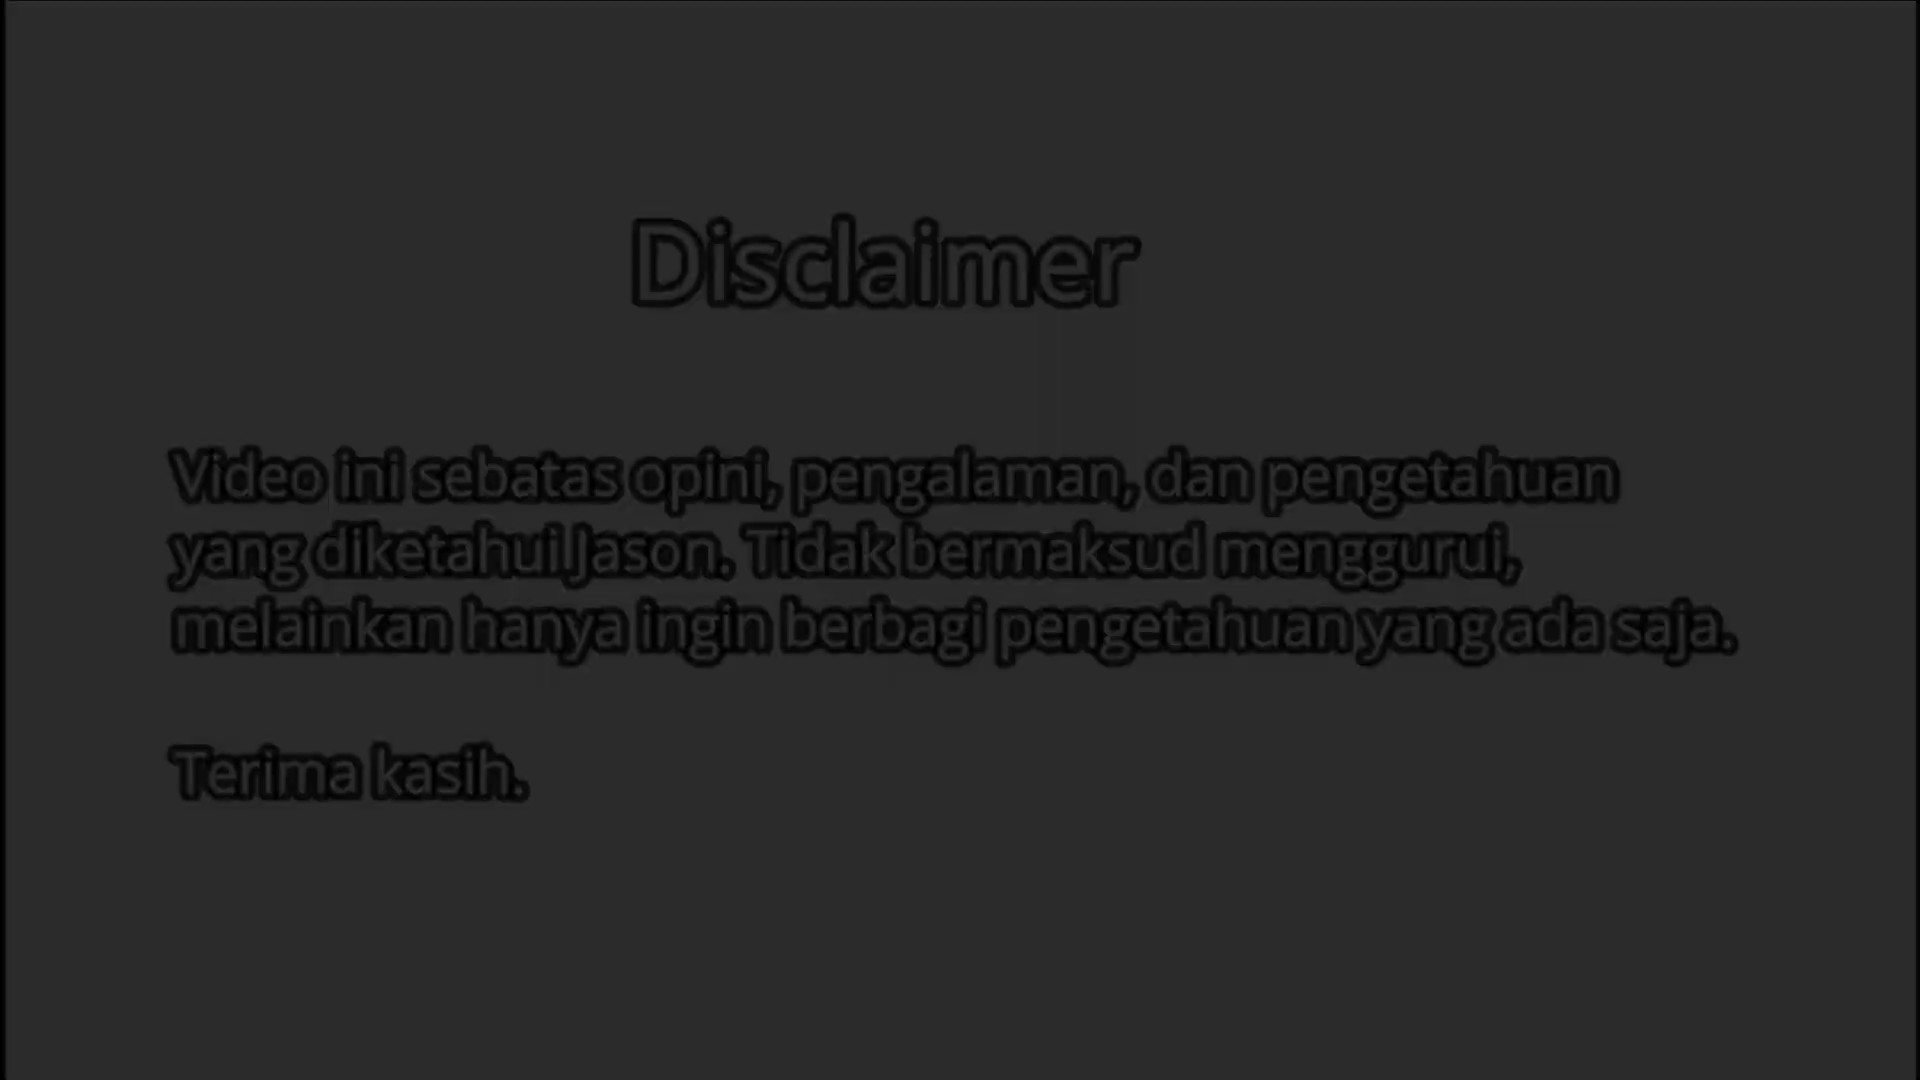 Disclaimer
Video ini sebatas opini, pengalaman, dan pengetahuan
yang diketahui Jason. Tidak bermaksud menggurui,
melainkan hanya ingin berbagi pengetahuan yang ada saja.
Terima kasih.